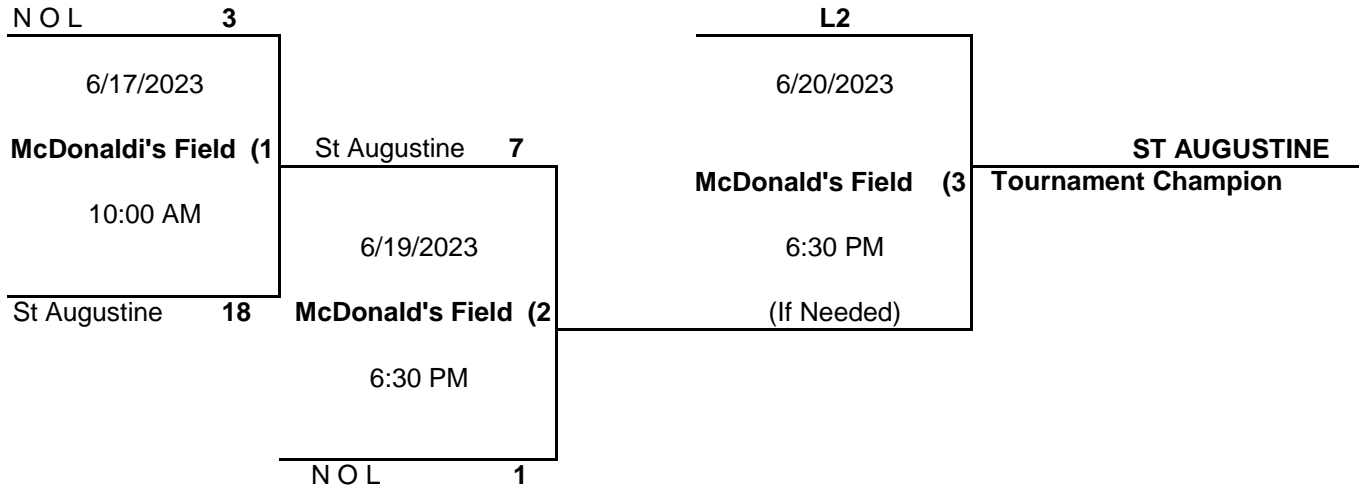 N O L 3
L2
6/17/2023
6/20/2023
McDonaldi's Field (1
St Augustine 7
ST AUGUSTINE
McDonald's Field (3
Tournament Champion
10:00 AM
6/19/2023
6:30 PM
St Augustine 18
McDonald's Field (2
(If Needed)
6:30 PM
N O L 1